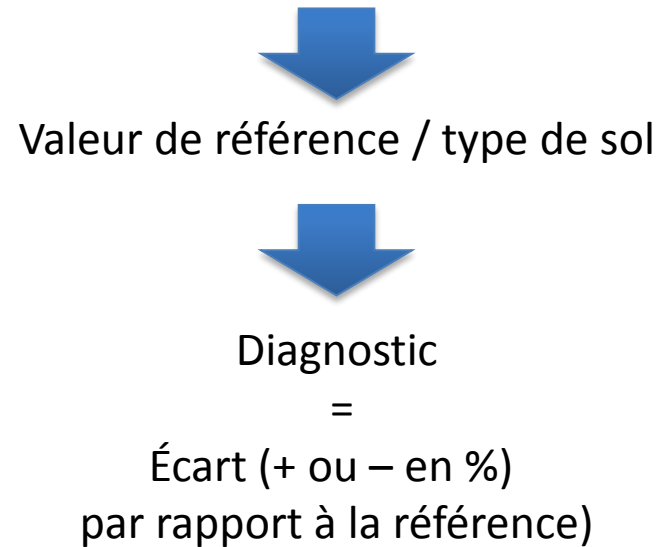 Valeur de référence / type de sol
Diagnostic
=
Écart (+ ou – en %)
par rapport à la référence)